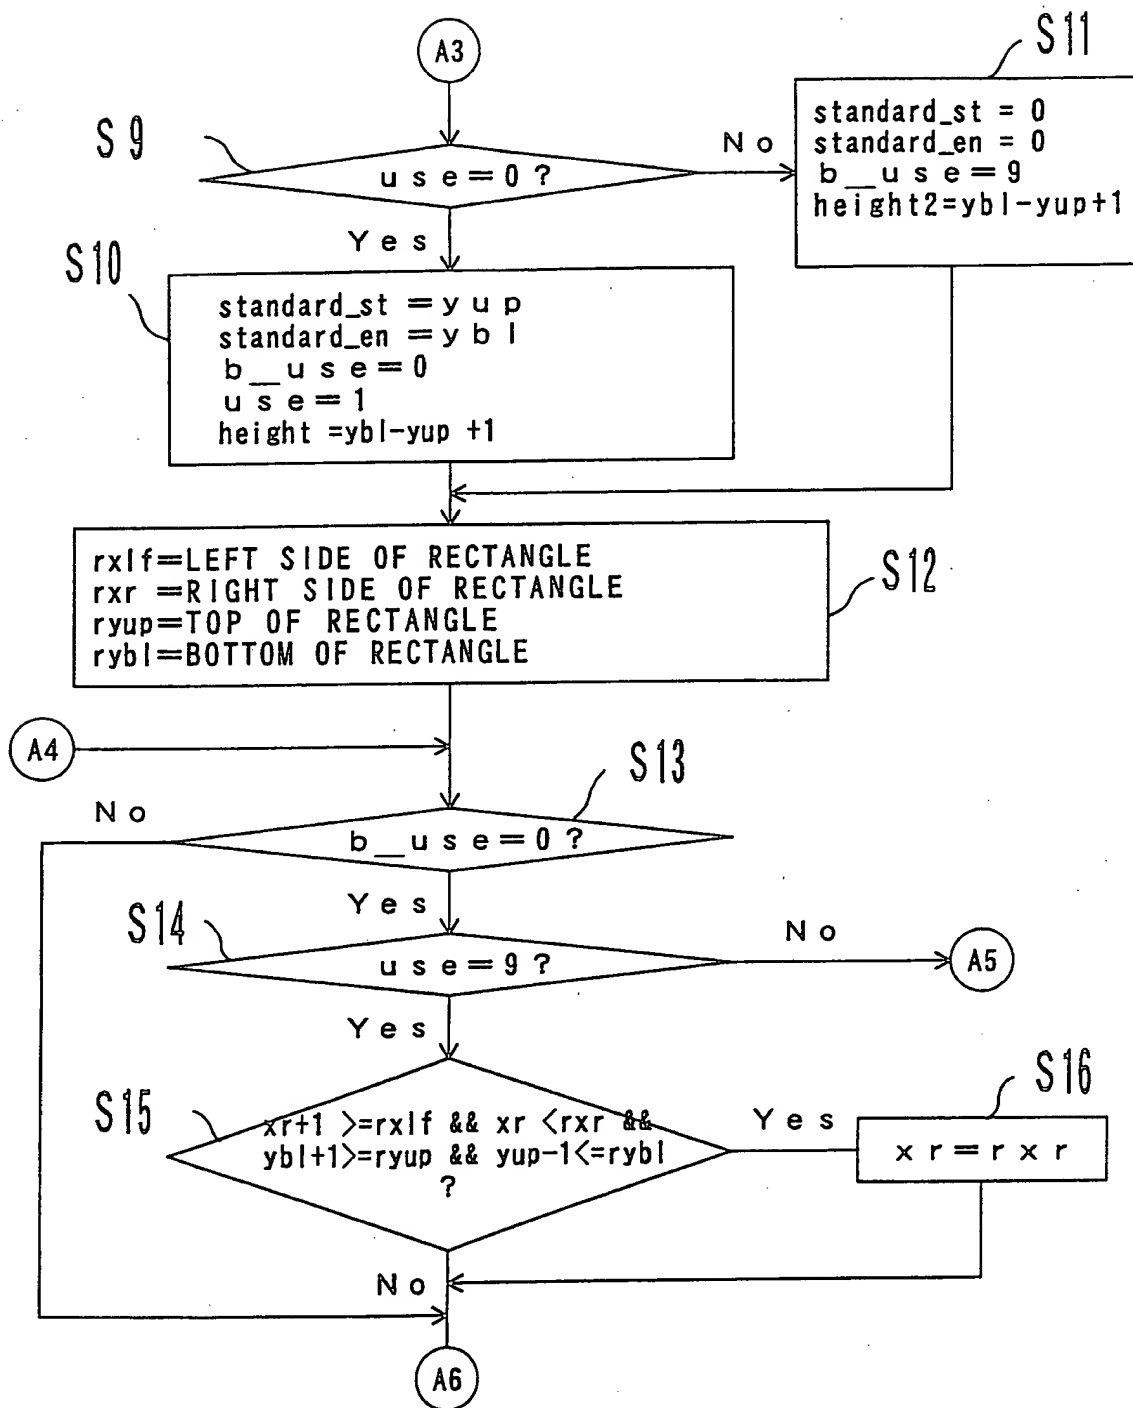 A3
S11
standard_st = 0
standard_en = 0
b__use=9
height2=ybl-yup+1
S9
No
use=0?
Yes
S10
standard_st =yup
standard_en =ybl
b__use=0
use=1
height =ybl-yup +1
rxlf=LEFT SIDE OF RECTANGLE
rxr =RIGHT SIDE OF RECTANGLE
ryup=TOP OF RECTANGLE
rybl=BOTTOM OF RECTANGLE
S12
A4
S13
No
b__use=0?
Yes
S14
No
use=9?
A5
Yes
S15
S16
xr+1 >=rxlf && xr <rxr &&
ybl+1>=ryup && yup-1<=rybl
?
Yes
xr=rxr
No
A6